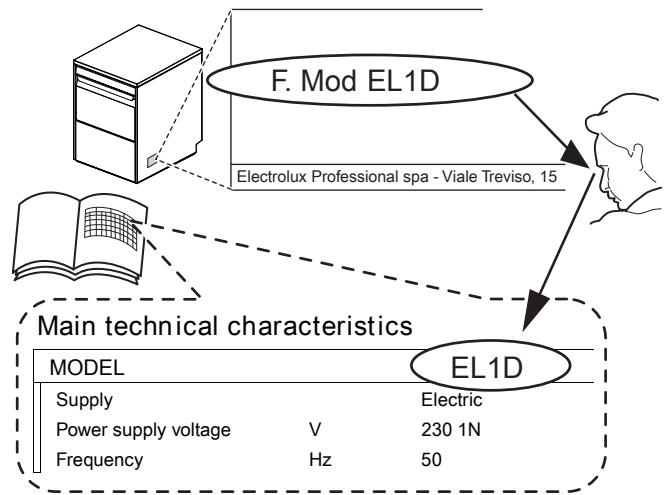 F. Mod EL1D
Electrolux Professional spa - Viale Treviso, 15
Main technical characteristics
MODEL EL1D
Supply Electric
Power supply voltage V 230 1N
Frequency Hz 50